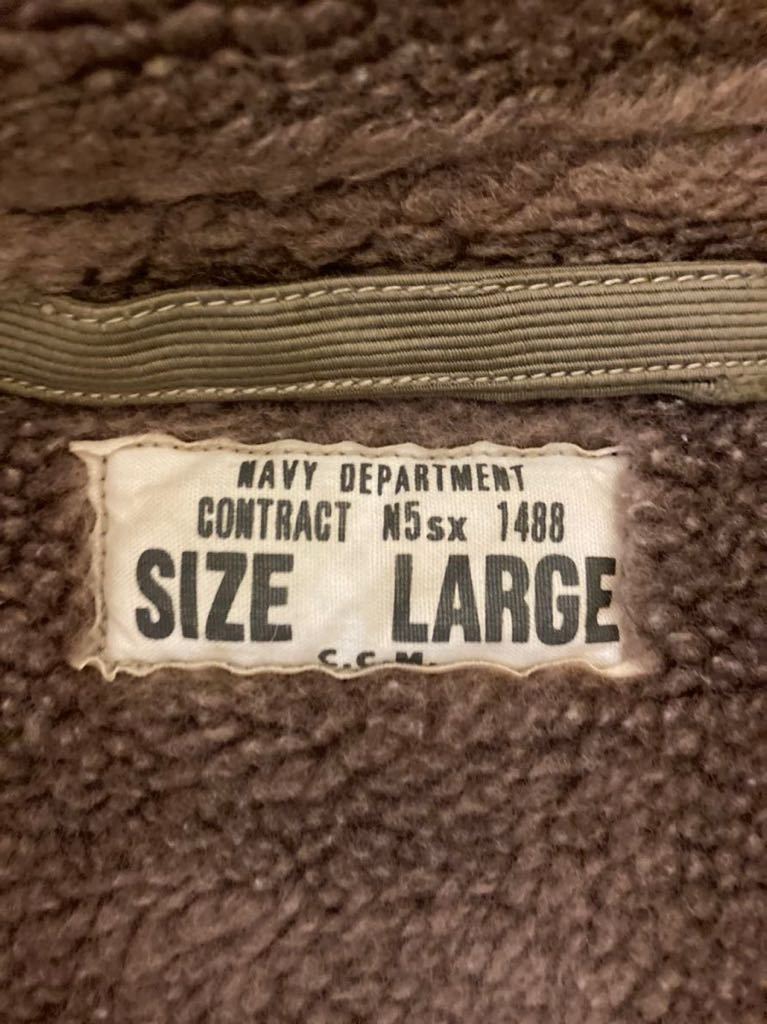 NAVY DEPARTMENT
CONTRACT N5sx 1488
SIZE LARGE
C.C.M.